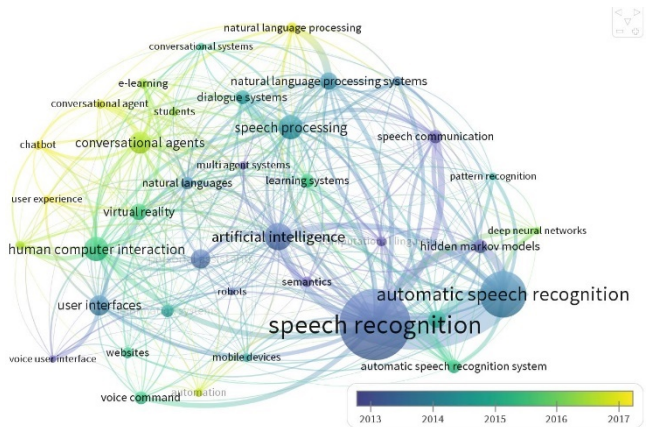 natural language processing
conversational systems
natural language processing systems
e-learning
dialogue systems
conversational agent
students
speech processing
speech communication
conversational agents
chatbot
multi agent systems
pattern recognition
natural languages
learning systems
user experience
virtual reality
deep neural networks
artificial intelligence
hidden markov models
human computer interaction
semantics
robots
automatic speech recognition
user interfaces
speech recognition
voice user interface
websites
mobile devices
automatic speech recognition system
automation
voice command
2013 2014 2015 2016 2017